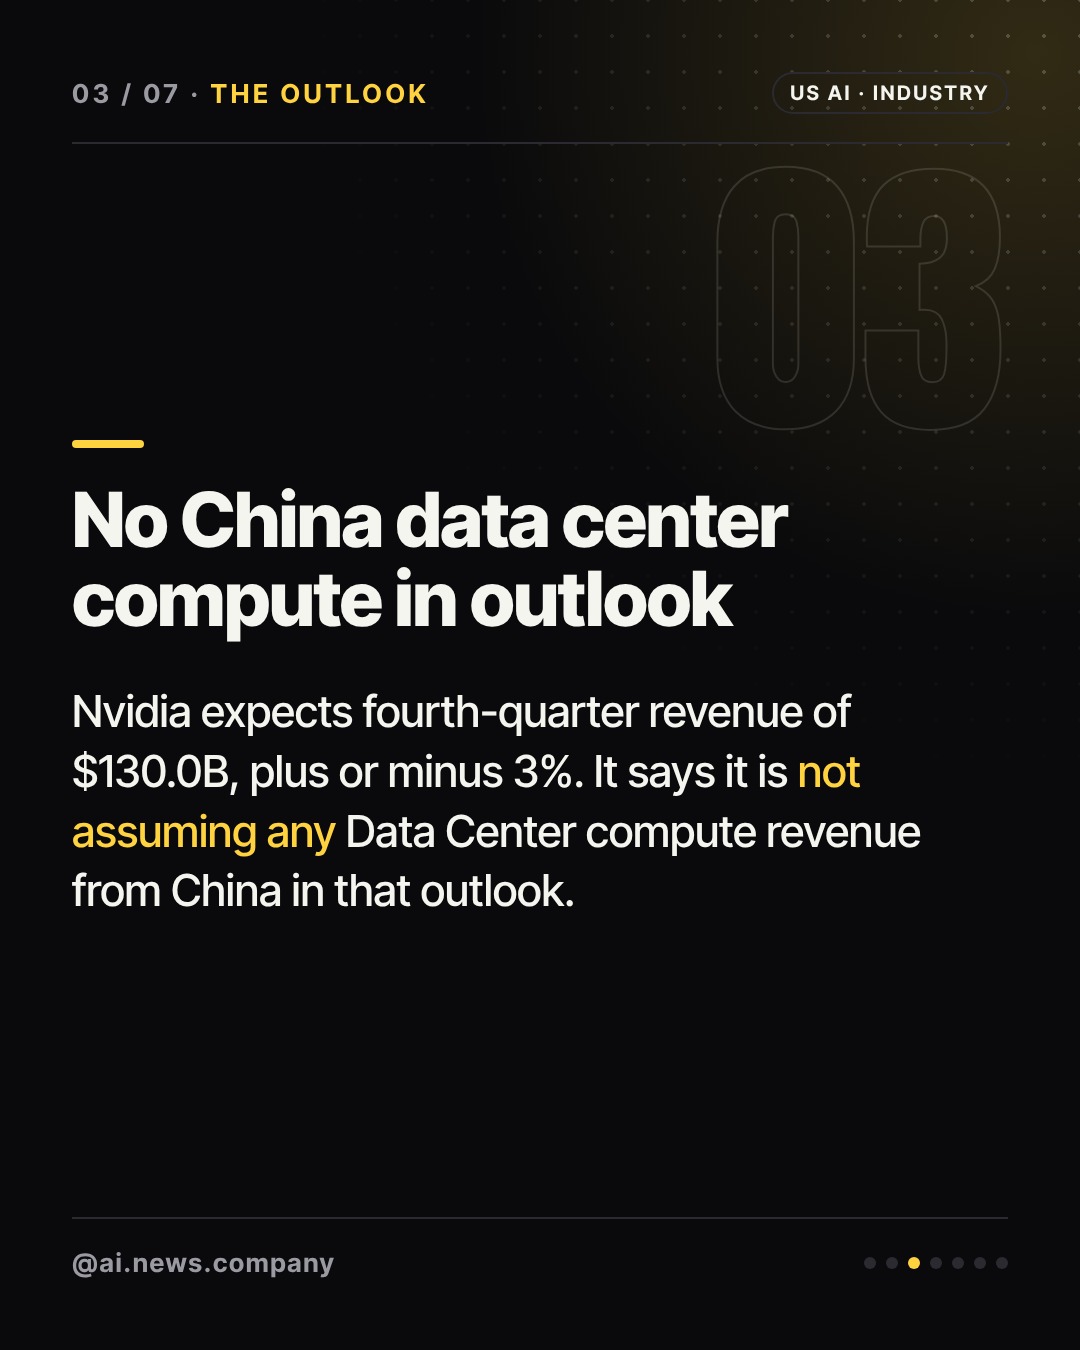 03 / 07 · THE OUTLOOK
US AI · INDUSTRY
03
No China data center
compute in outlook
Nvidia expects fourth-quarter revenue of
$130.0B, plus or minus 3%. It says it is not
assuming any Data Center compute revenue
from China in that outlook.
@ai.news.company